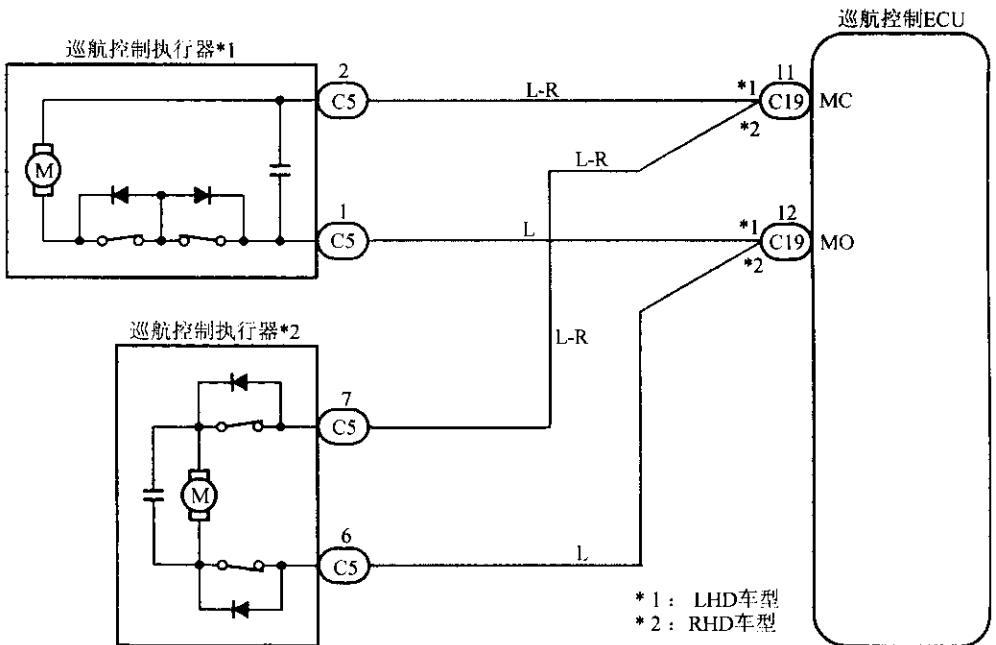 巡航控制ECU
巡航控制执行器*1
2
C5
L-R
*1
11
C19
MC
*2
L-R
M
1
C5
L
*1
12
C19
MO
*2
巡航控制执行器*2
L-R
7
C5
M
6
C5
L
*1：LHD车型
*2：RHD车型